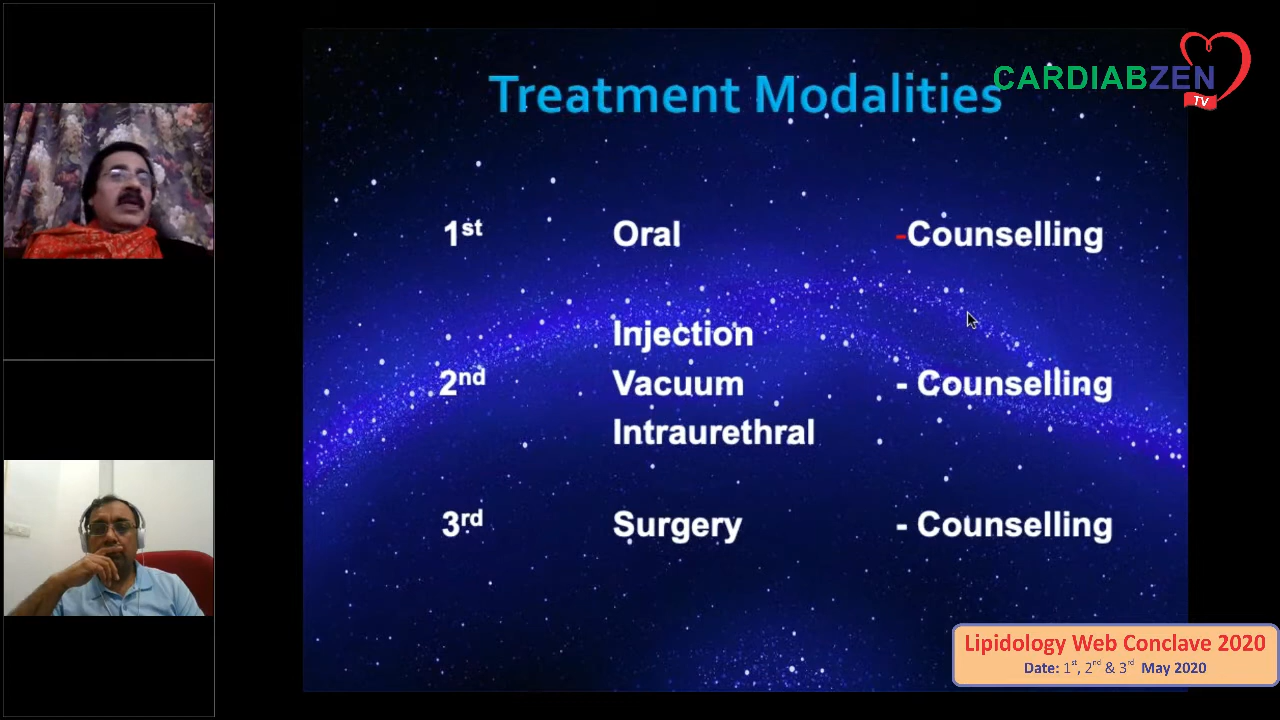 Treatment Modalities
CARDIABZEN
TV
1st Oral -Counselling
Injection
2nd Vacuum - Counselling
Intraurethral
3rd Surgery - Counselling
Lipidology Web Conclave 2020
Date: 1st, 2nd & 3rd May 2020